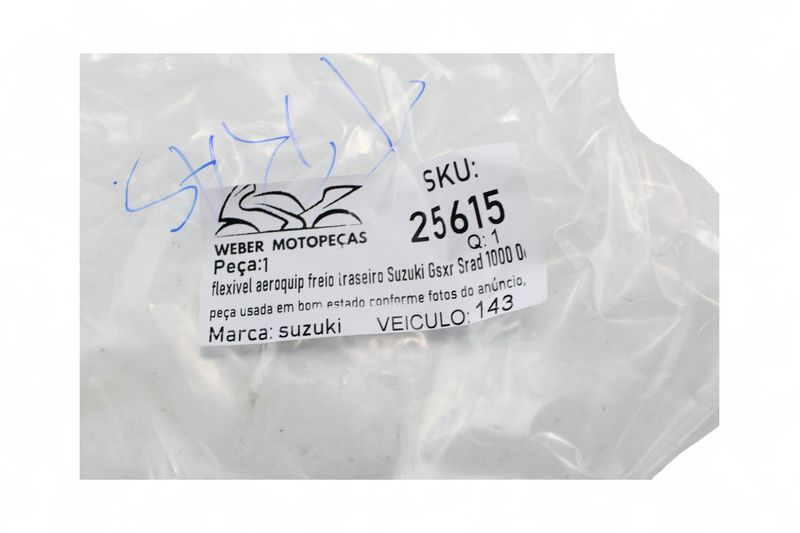 SKU:
25615
Q: 1
WEBER MOTOPEÇAS
Peça:1
flexivel aeroquip freio traseiro Suzuki Gsxr Srad 1000
peça usada em bom estado conforme fotos do anúncio,
Marca: suzuki VEICULO: 143